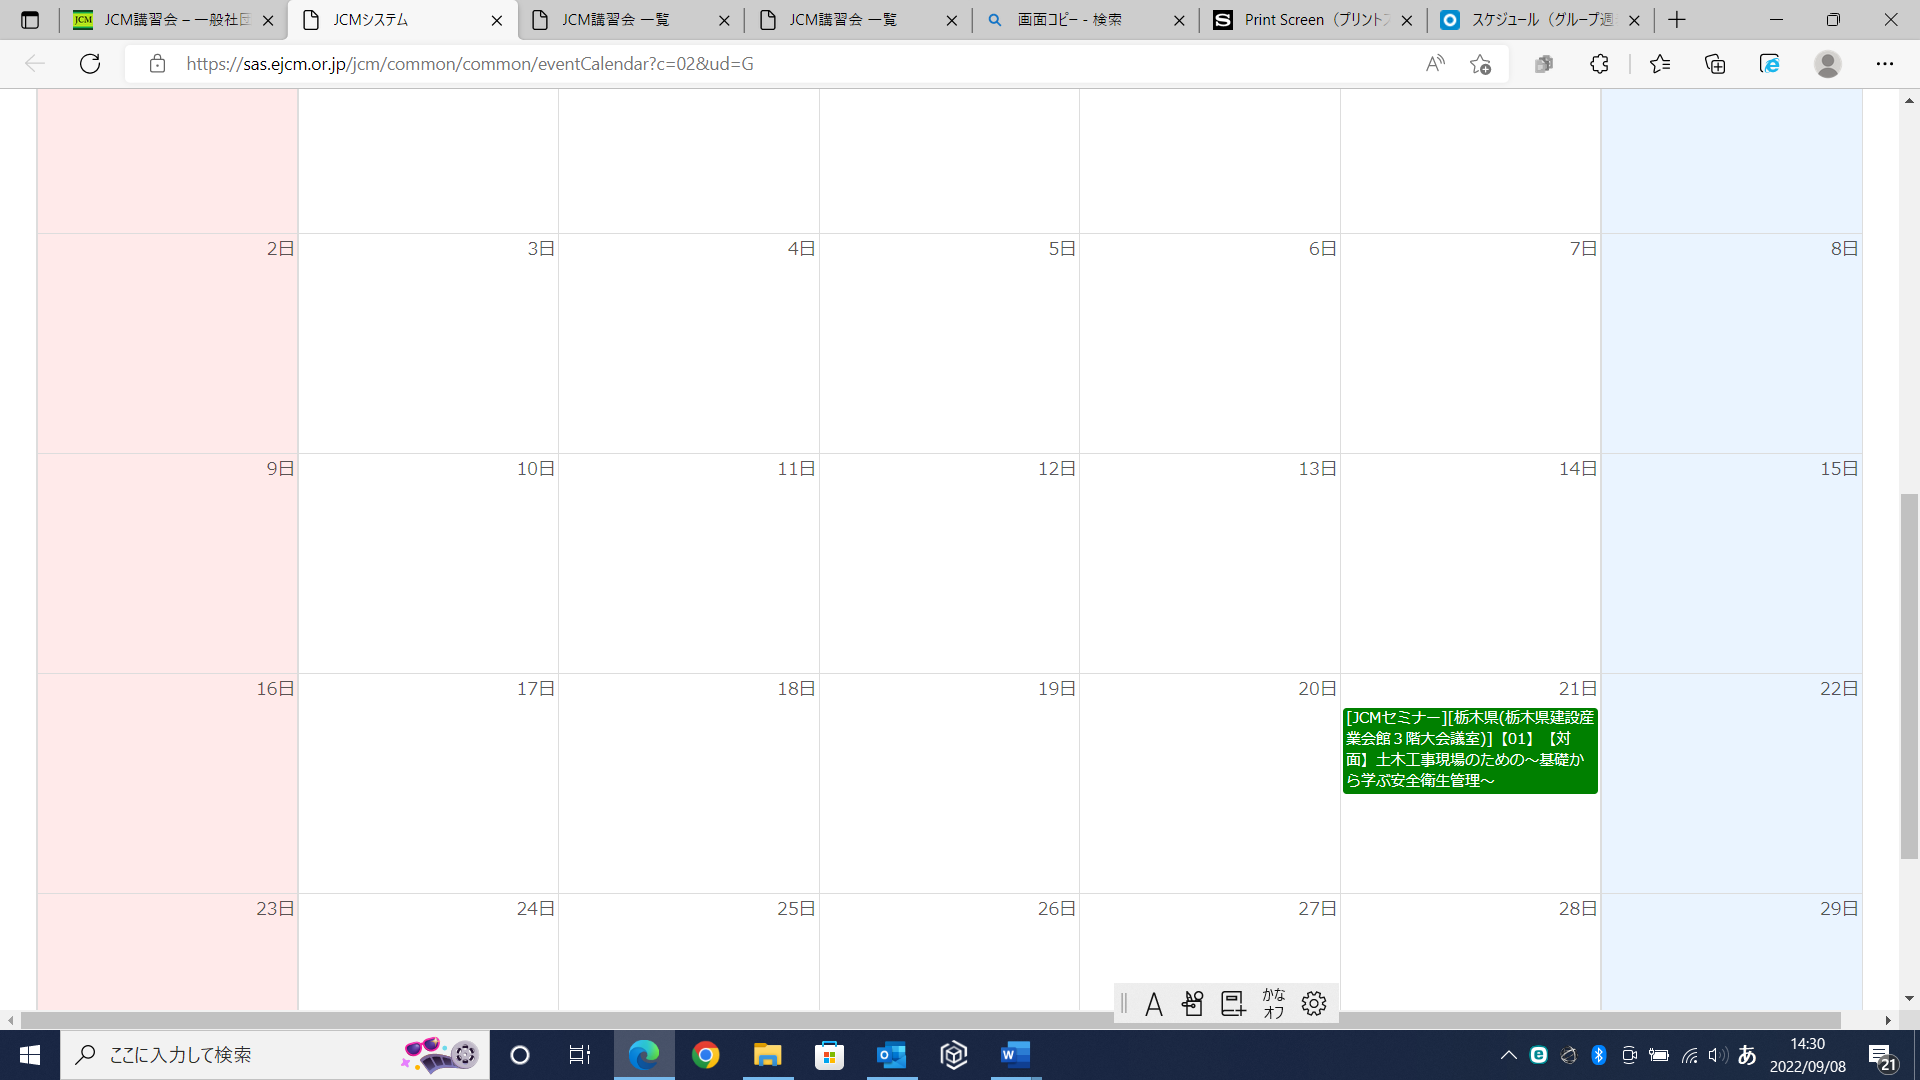 JCM
JCM講習会 – 一般社団
JCMシステム
JCM講習会 一覧
JCM講習会 一覧
画面コピー - 検索
S
Print Screen（プリントス
スケジュール（グループ週
https://sas.ejcm.or.jp/jcm/common/common/eventCalendar?c=02&ud=G
2日
3日
4日
5日
6日
7日
8日
9日
10日
11日
12日
13日
14日
15日
16日
17日
18日
19日
20日
21日
22日
[JCMセミナー][栃木県(栃木県建設産
業会館３階大会議室)]【01】【対
面】土木工事現場のための～基礎か
ら学ぶ安全衛生管理～
23日
24日
25日
26日
27日
28日
29日
A
かな
オフ
ここに入力して検索
あ
14:30
2022/09/08
21